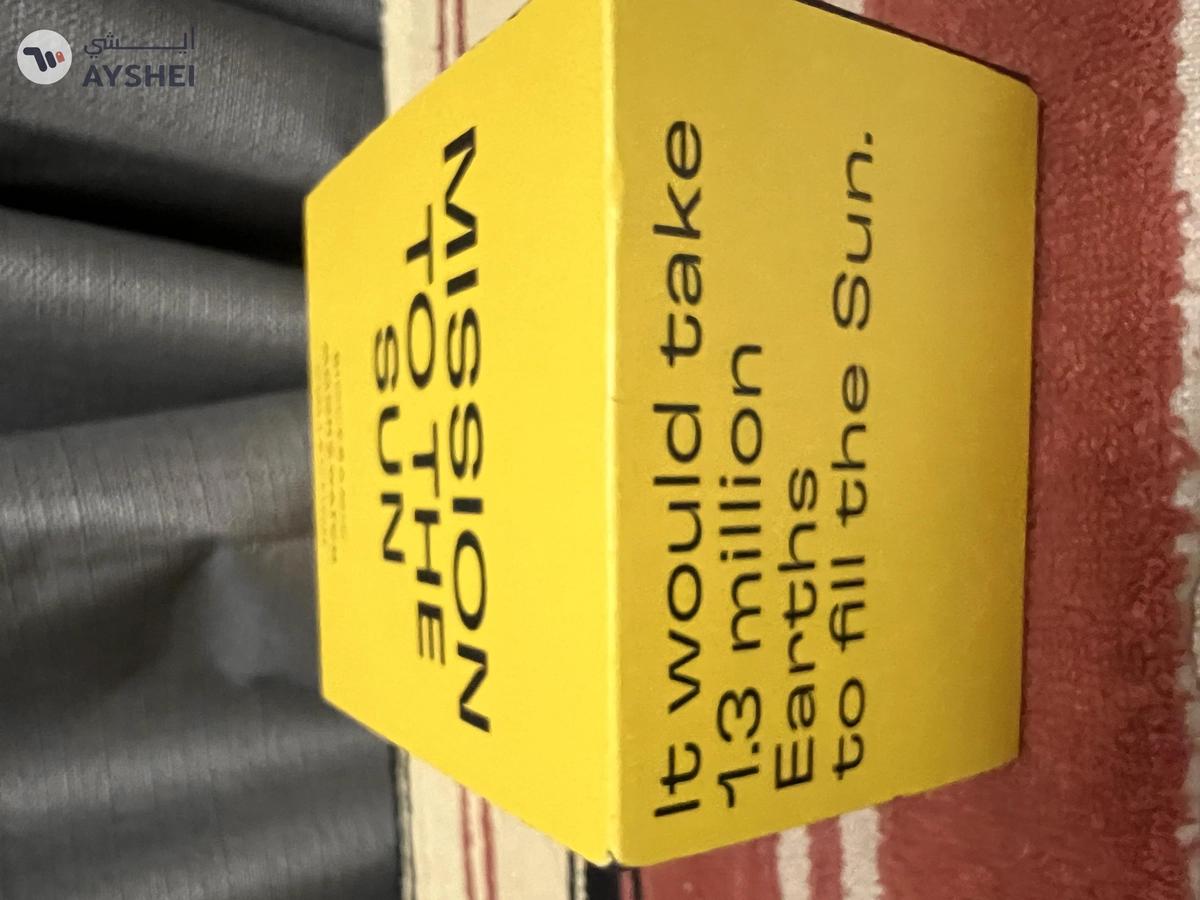 ايشي
AYSHEI
MISSION
TO THE
SUN
It would take
1.3 million
Earths
to fill the Sun.